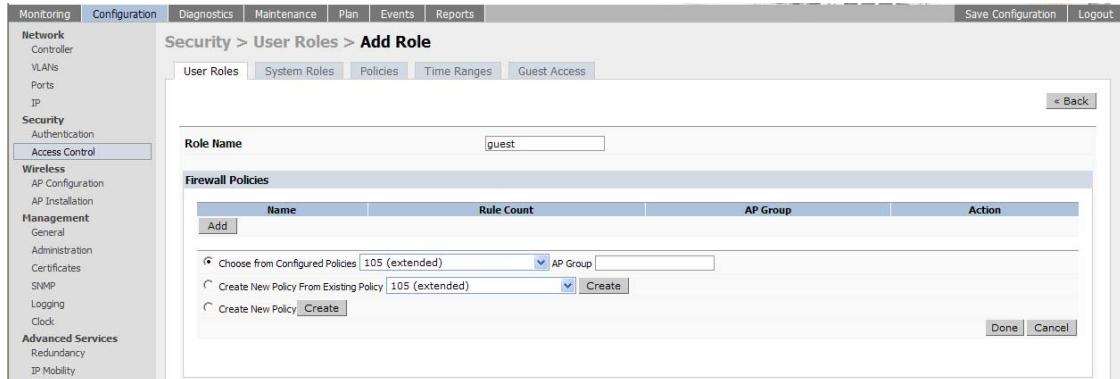 Monitoring Configuration Diagnostics Maintenance Plan Events Reports Save Configuration Logout
Network
Controller
VLANs
Ports
IP
Security
Authentication
Access Control
Wireless
AP Configuration
AP Installation
Management
General
Administration
Certificates
SNMP
Logging
Clock
Advanced Services
Redundancy
IP Mobility
Security > User Roles > Add Role
User Roles System Roles Policies Time Ranges Guest Access
« Back
Role Name guest
Firewall Policies
Name Rule Count AP Group Action
Add
Choose from Configured Policies 105 (extended) AP Group
Create New Policy From Existing Policy 105 (extended) Create
Create New Policy Create
Done Cancel